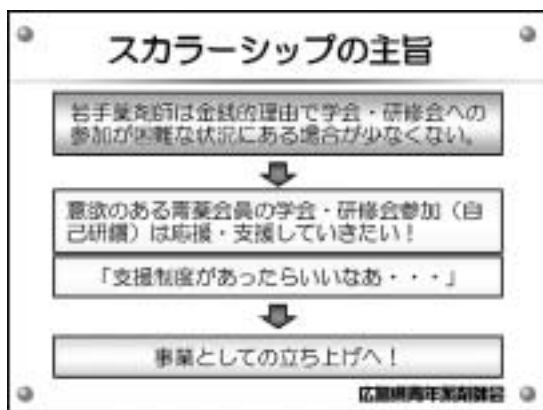 スカラーシップの主旨
若手薬剤師は金銭的理由で学会・研修会への
参加が困難な状況にある場合が少なくない。
意欲のある青薬会員の学会・研修会参加（自
己研鑽）は応援・支援していきたい！
「支援制度があったらいいなあ・・・」
事業としての立ち上げへ！
広島県青年薬剤師会